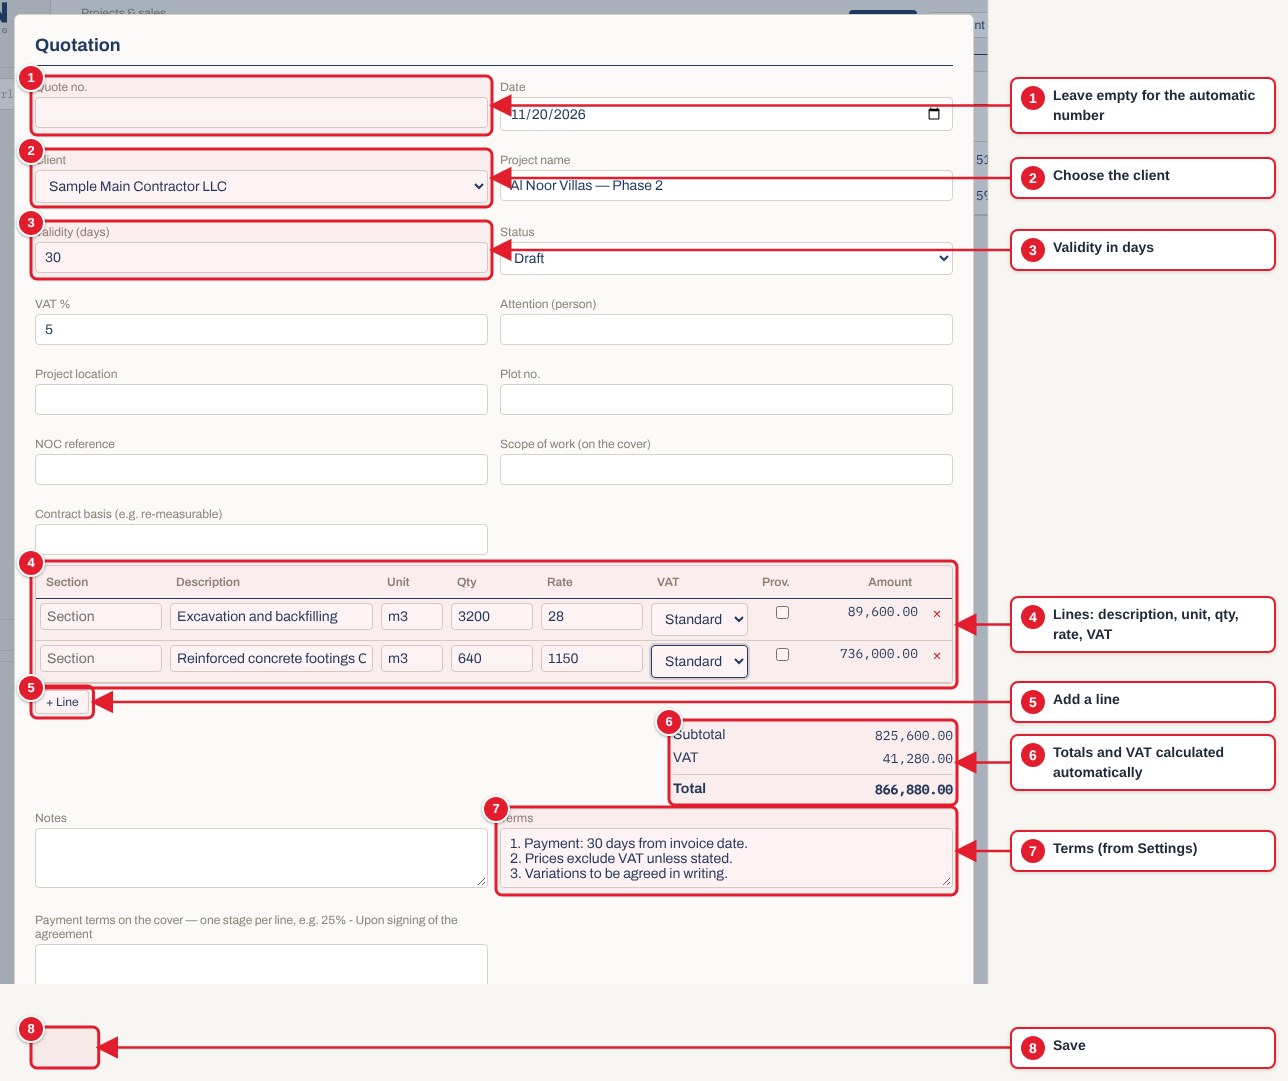 Projects & sales
Quotation
1
Quote no.
Date
11/20/2026
1
Leave empty for the automatic
number
2
Client
Project name
Sample Main Contractor LLC
Al Noor Villas — Phase 2
2
Choose the client
3
Validity (days)
Status
30
Draft
3
Validity in days
VAT %
Attention (person)
5
Project location
Plot no.
NOC reference
Scope of work (on the cover)
Contract basis (e.g. re-measurable)
4
Section Description Unit Qty Rate VAT Prov. Amount
Section Excavation and backfilling m3 3200 28 Standard 89,600.00 ×
Section Reinforced concrete footings C m3 640 1150 Standard 736,000.00 ×
4
Lines: description, unit, qty,
rate, VAT
5
+ Line
5
Add a line
6
Subtotal 825,600.00
VAT 41,280.00
Total 866,880.00
6
Totals and VAT calculated
automatically
Notes
7
Terms
1. Payment: 30 days from invoice date.
2. Prices exclude VAT unless stated.
3. Variations to be agreed in writing.
7
Terms (from Settings)
Payment terms on the cover — one stage per line, e.g. 25% - Upon signing of the
agreement
8
8
Save